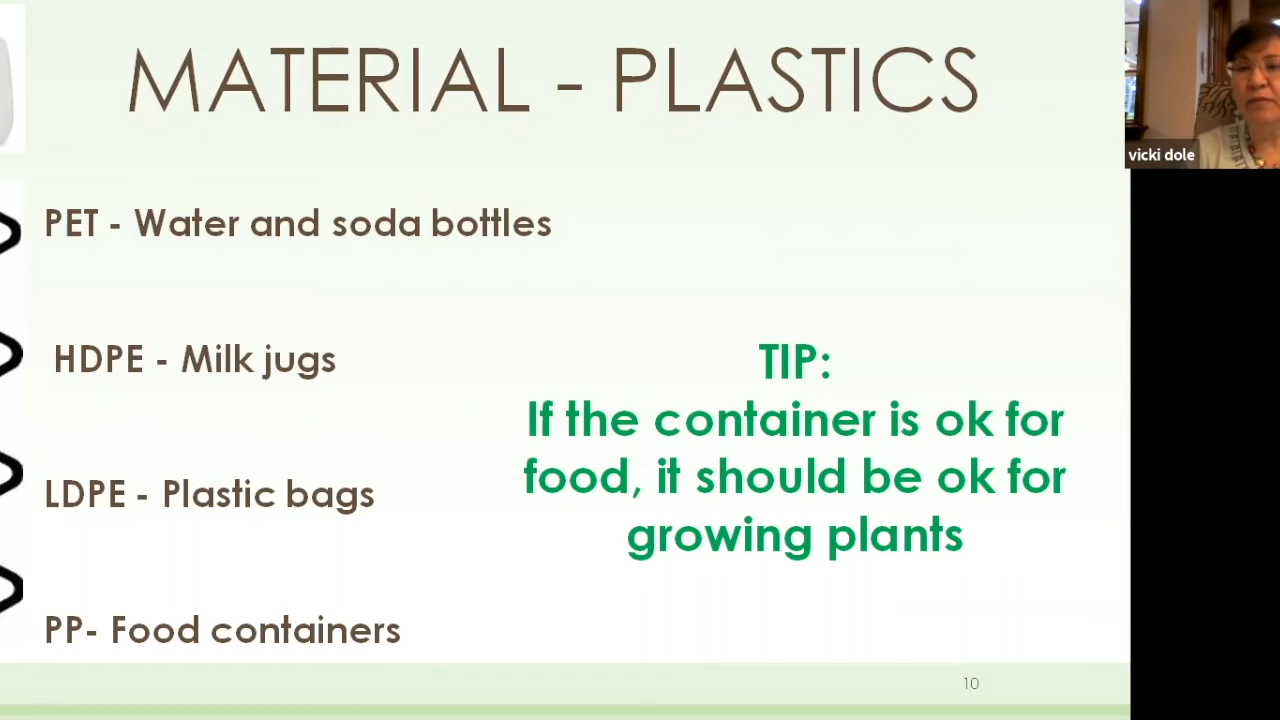 MATERIAL - PLASTICS
vicki dole
PET - Water and soda bottles
HDPE - Milk jugs
TIP:
If the container is ok for
food, it should be ok for
growing plants
LDPE - Plastic bags
PP- Food containers
10